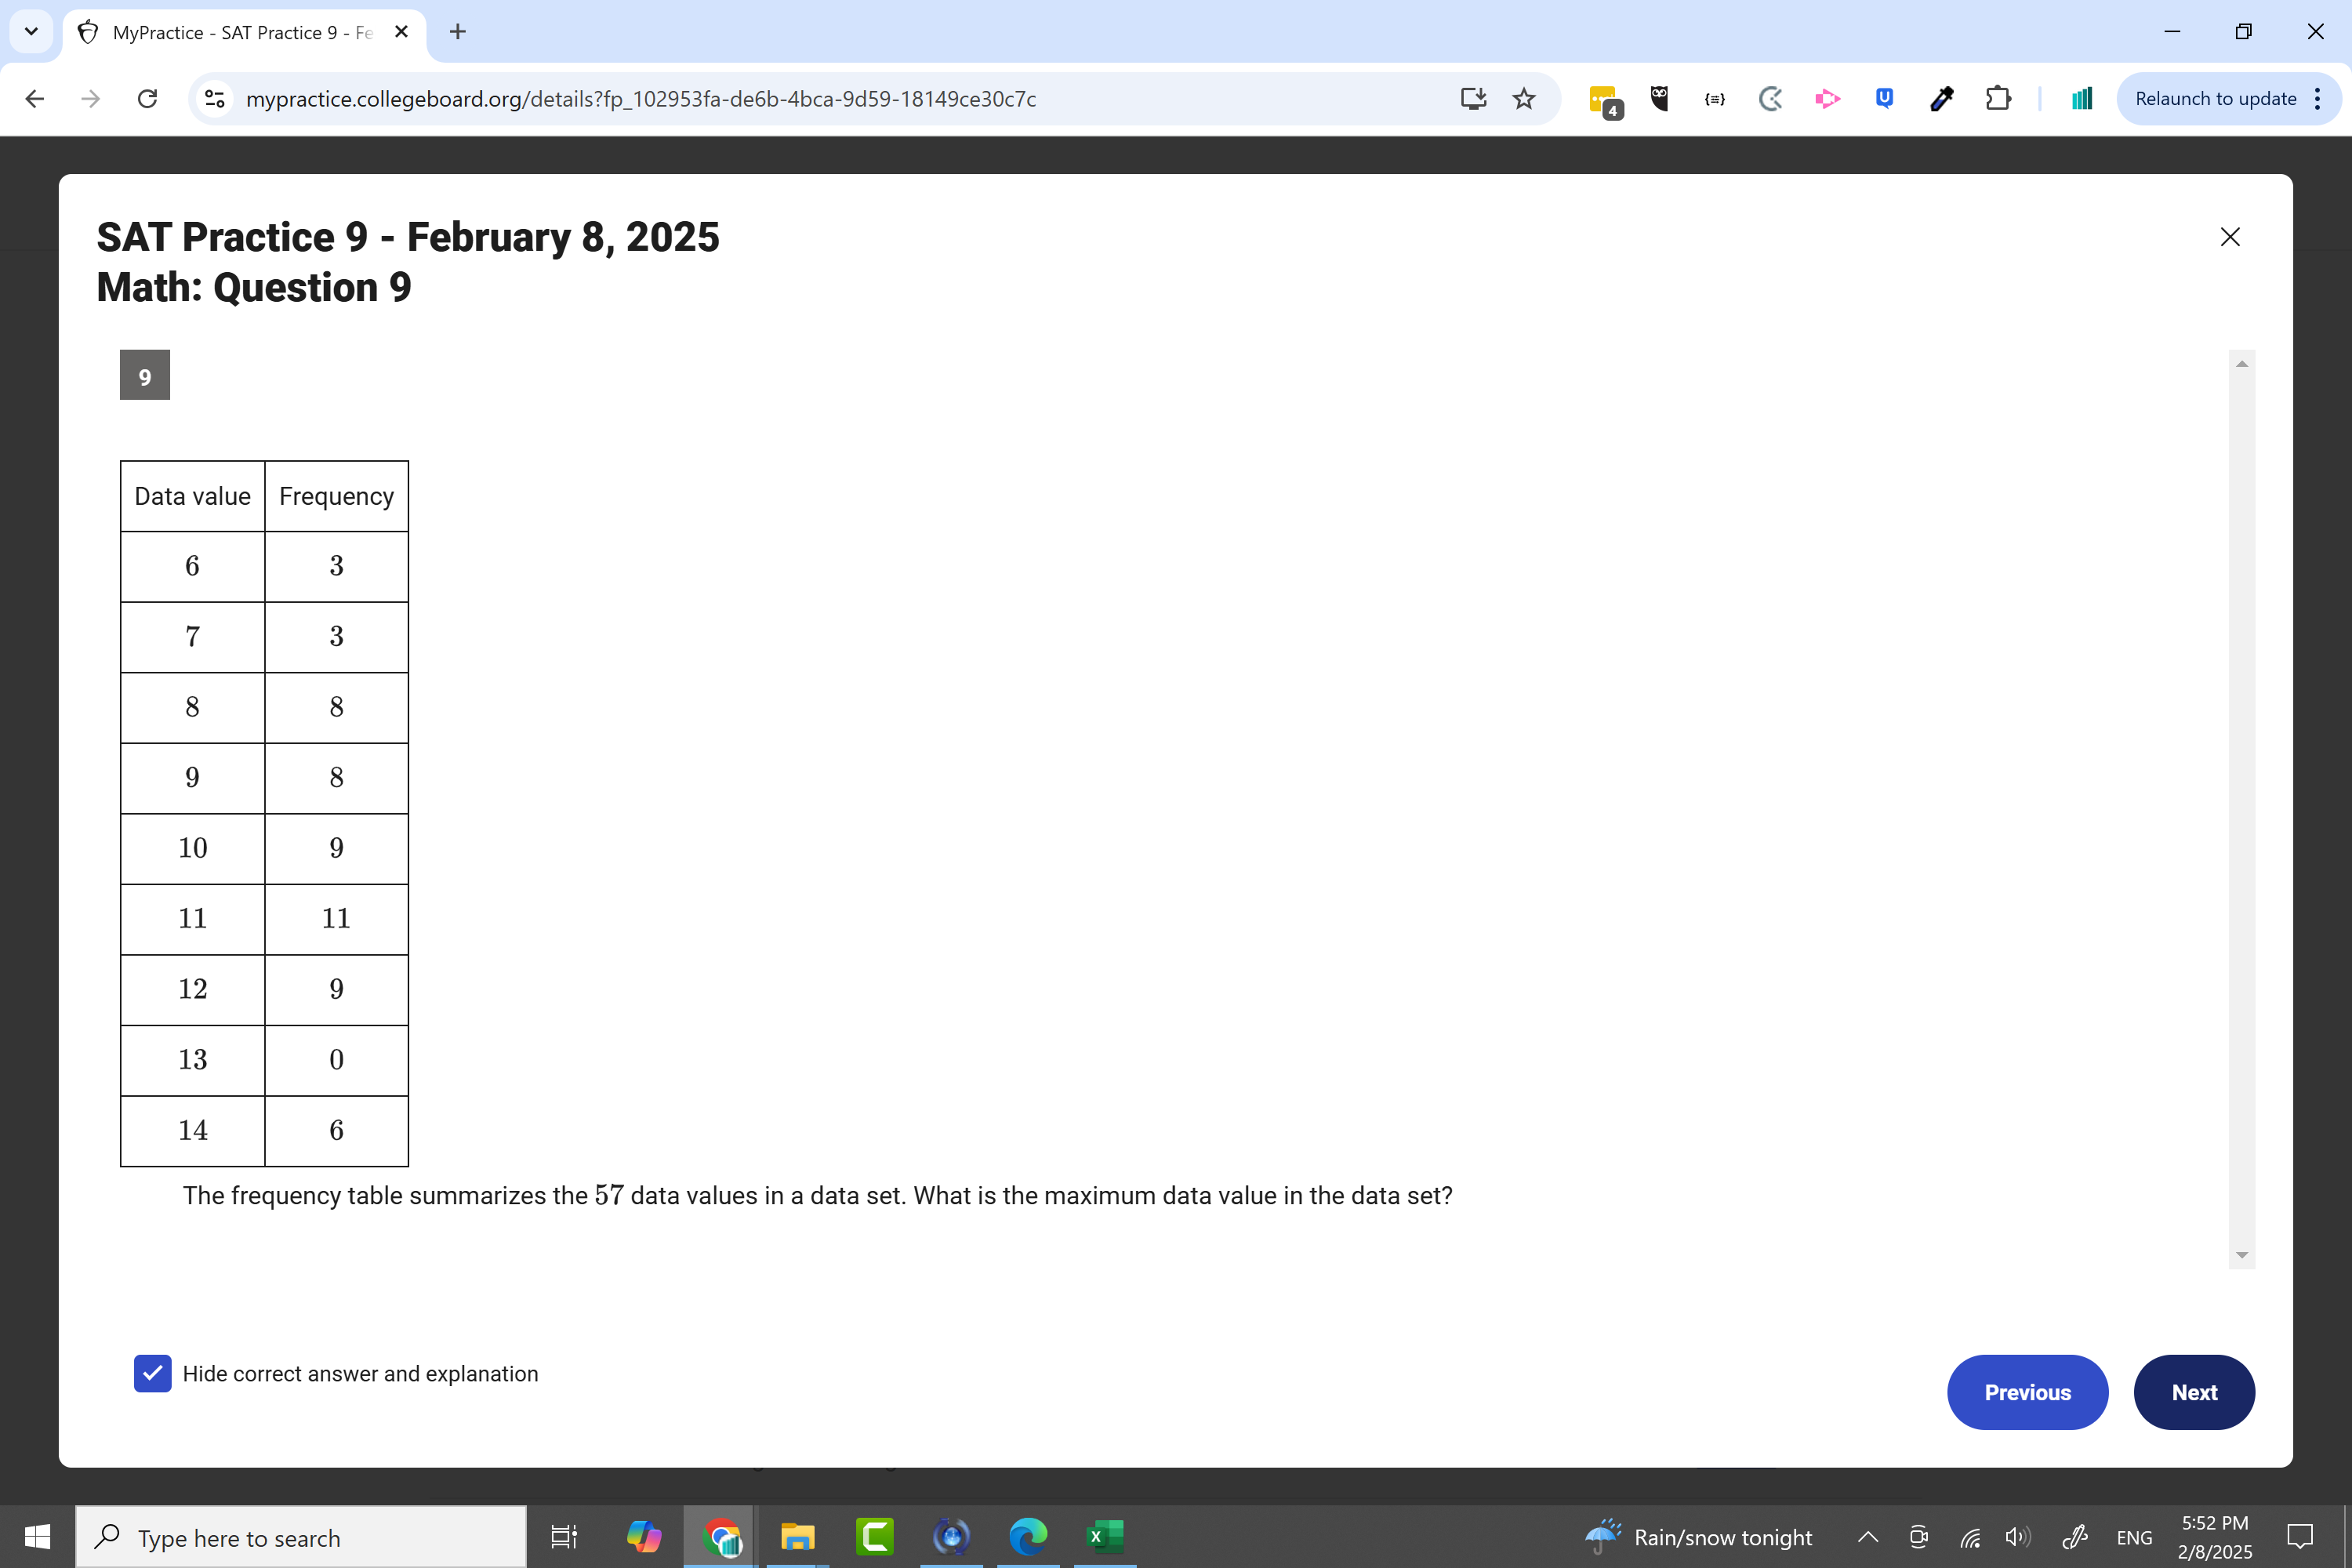 MyPractice - SAT Practice 9 - Fe
mypractice.collegeboard.org/details?fp_102953fa-de6b-4bca-9d59-18149ce30c7c
4
Relaunch to update
SAT Practice 9 - February 8, 2025
Math: Question 9
9
Data value Frequency
6 3
7 3
8 8
9 8
10 9
11 11
12 9
13 0
14 6
The frequency table summarizes the 57 data values in a data set. What is the maximum data value in the data set?
Hide correct answer and explanation
Previous
Next
Type here to search
Rain/snow tonight
ENG
5:52 PM
2/8/2025